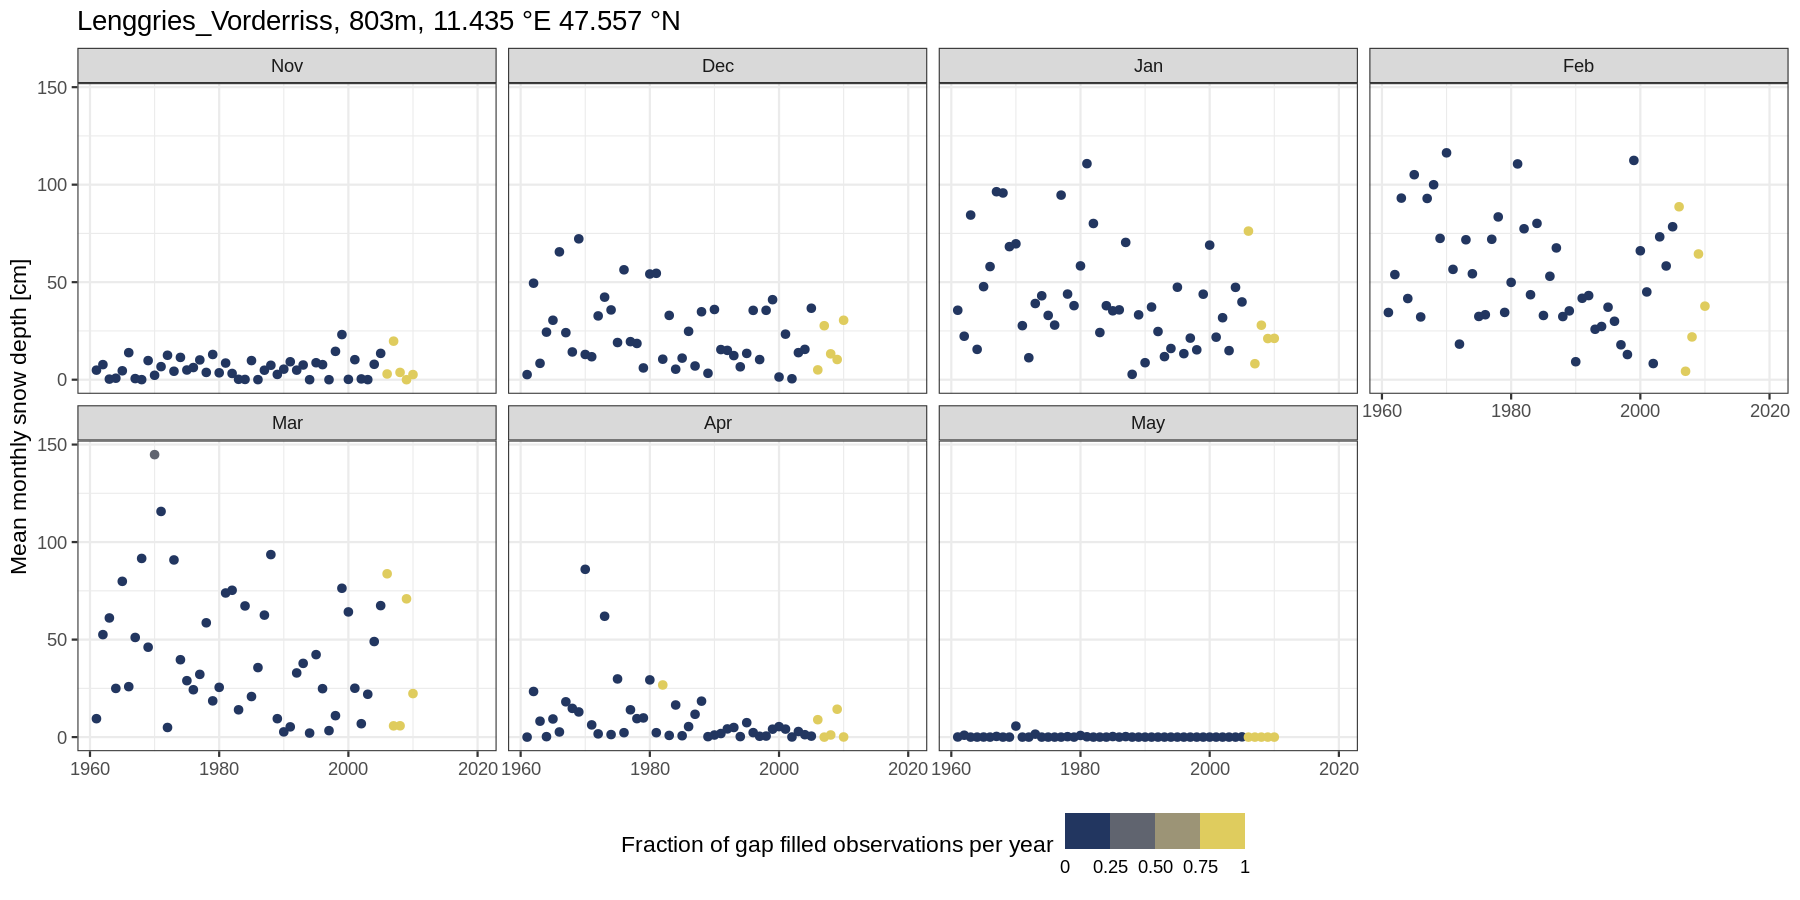 Lenggries_Vorderriss, 803m, 11.435 °E 47.557 °N
Nov Dec Jan Feb
150
100
50
0
1960 1980 2000 2020
Mean monthly snow depth [cm]
Mar Apr May
150
100
50
0
1960 1980 2000 2020 1960 1980 2000 2020 1960 1980 2000 2020
Fraction of gap filled observations per year
0 0.25 0.50 0.75 1